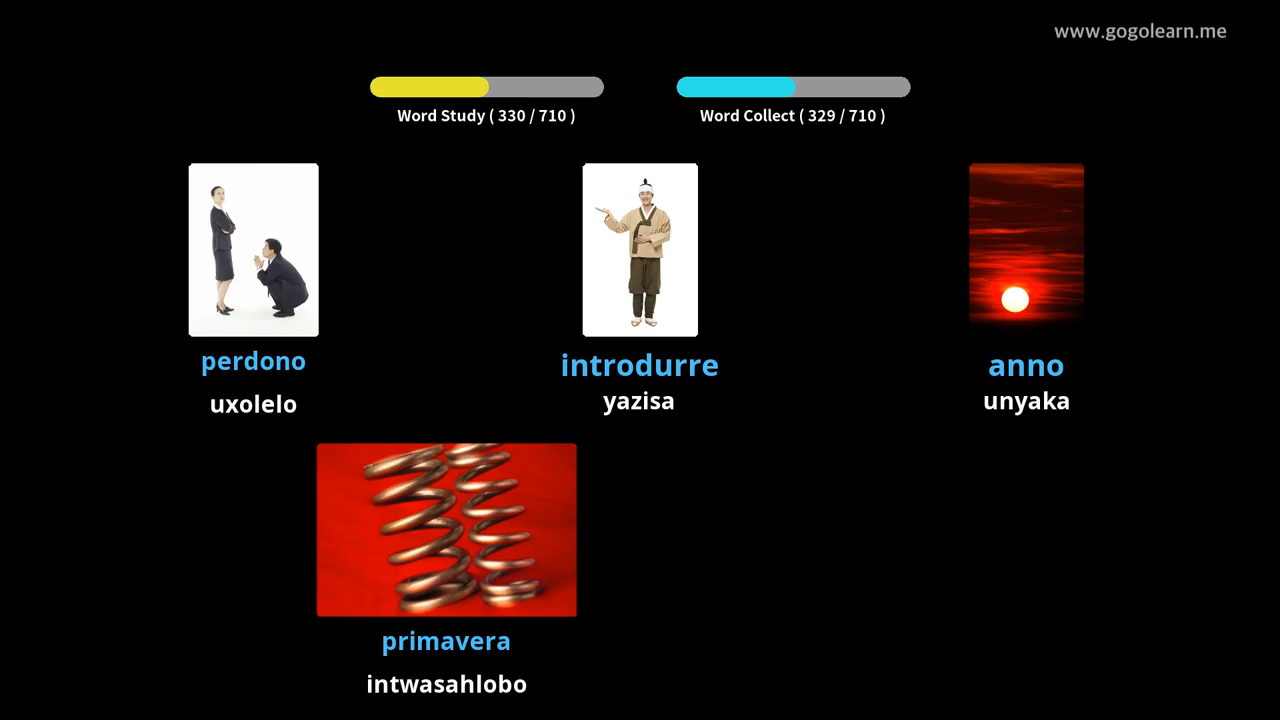 www.gogolearn.me
Word Study ( 330 / 710 )
Word Collect ( 329 / 710 )
perdono
uxolelo
introdurre
yazisa
anno
unyaka
primavera
intwasahlobo